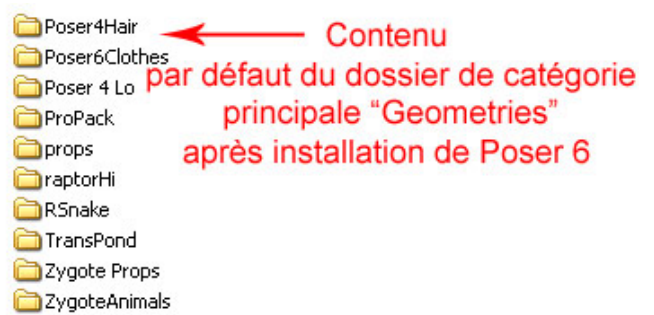 Poser4Hair
Poser6Clothes
Poser 4 Lo
ProPack
props
raptorHi
RSnake
TransPond
Zygote Props
ZygoteAnimals
Contenu
par défaut du dossier de catégorie
principale “Geometries”
après installation de Poser 6